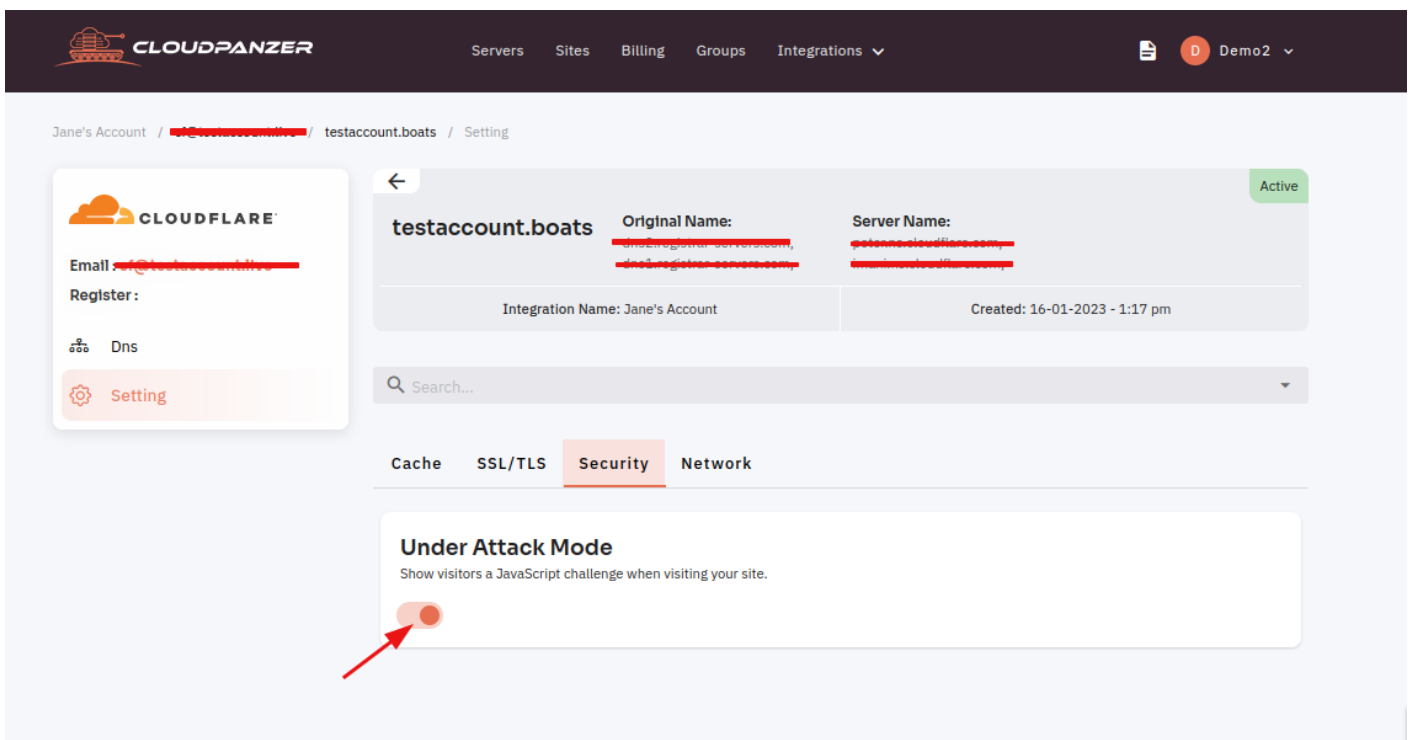 CLOUDPANZER
Servers Sites Billing Groups Integrations
D Demo2
Jane's Account / / testaccount.boats / Setting
CLOUDFLARE
Email :
Register :
Dns
Setting
Active
testaccount.boats
Original Name:
Server Name:
Integration Name: Jane's Account
Created: 16-01-2023 - 1:17 pm
Search...
Cache SSL/TLS Security Network
Under Attack Mode
Show visitors a JavaScript challenge when visiting your site.